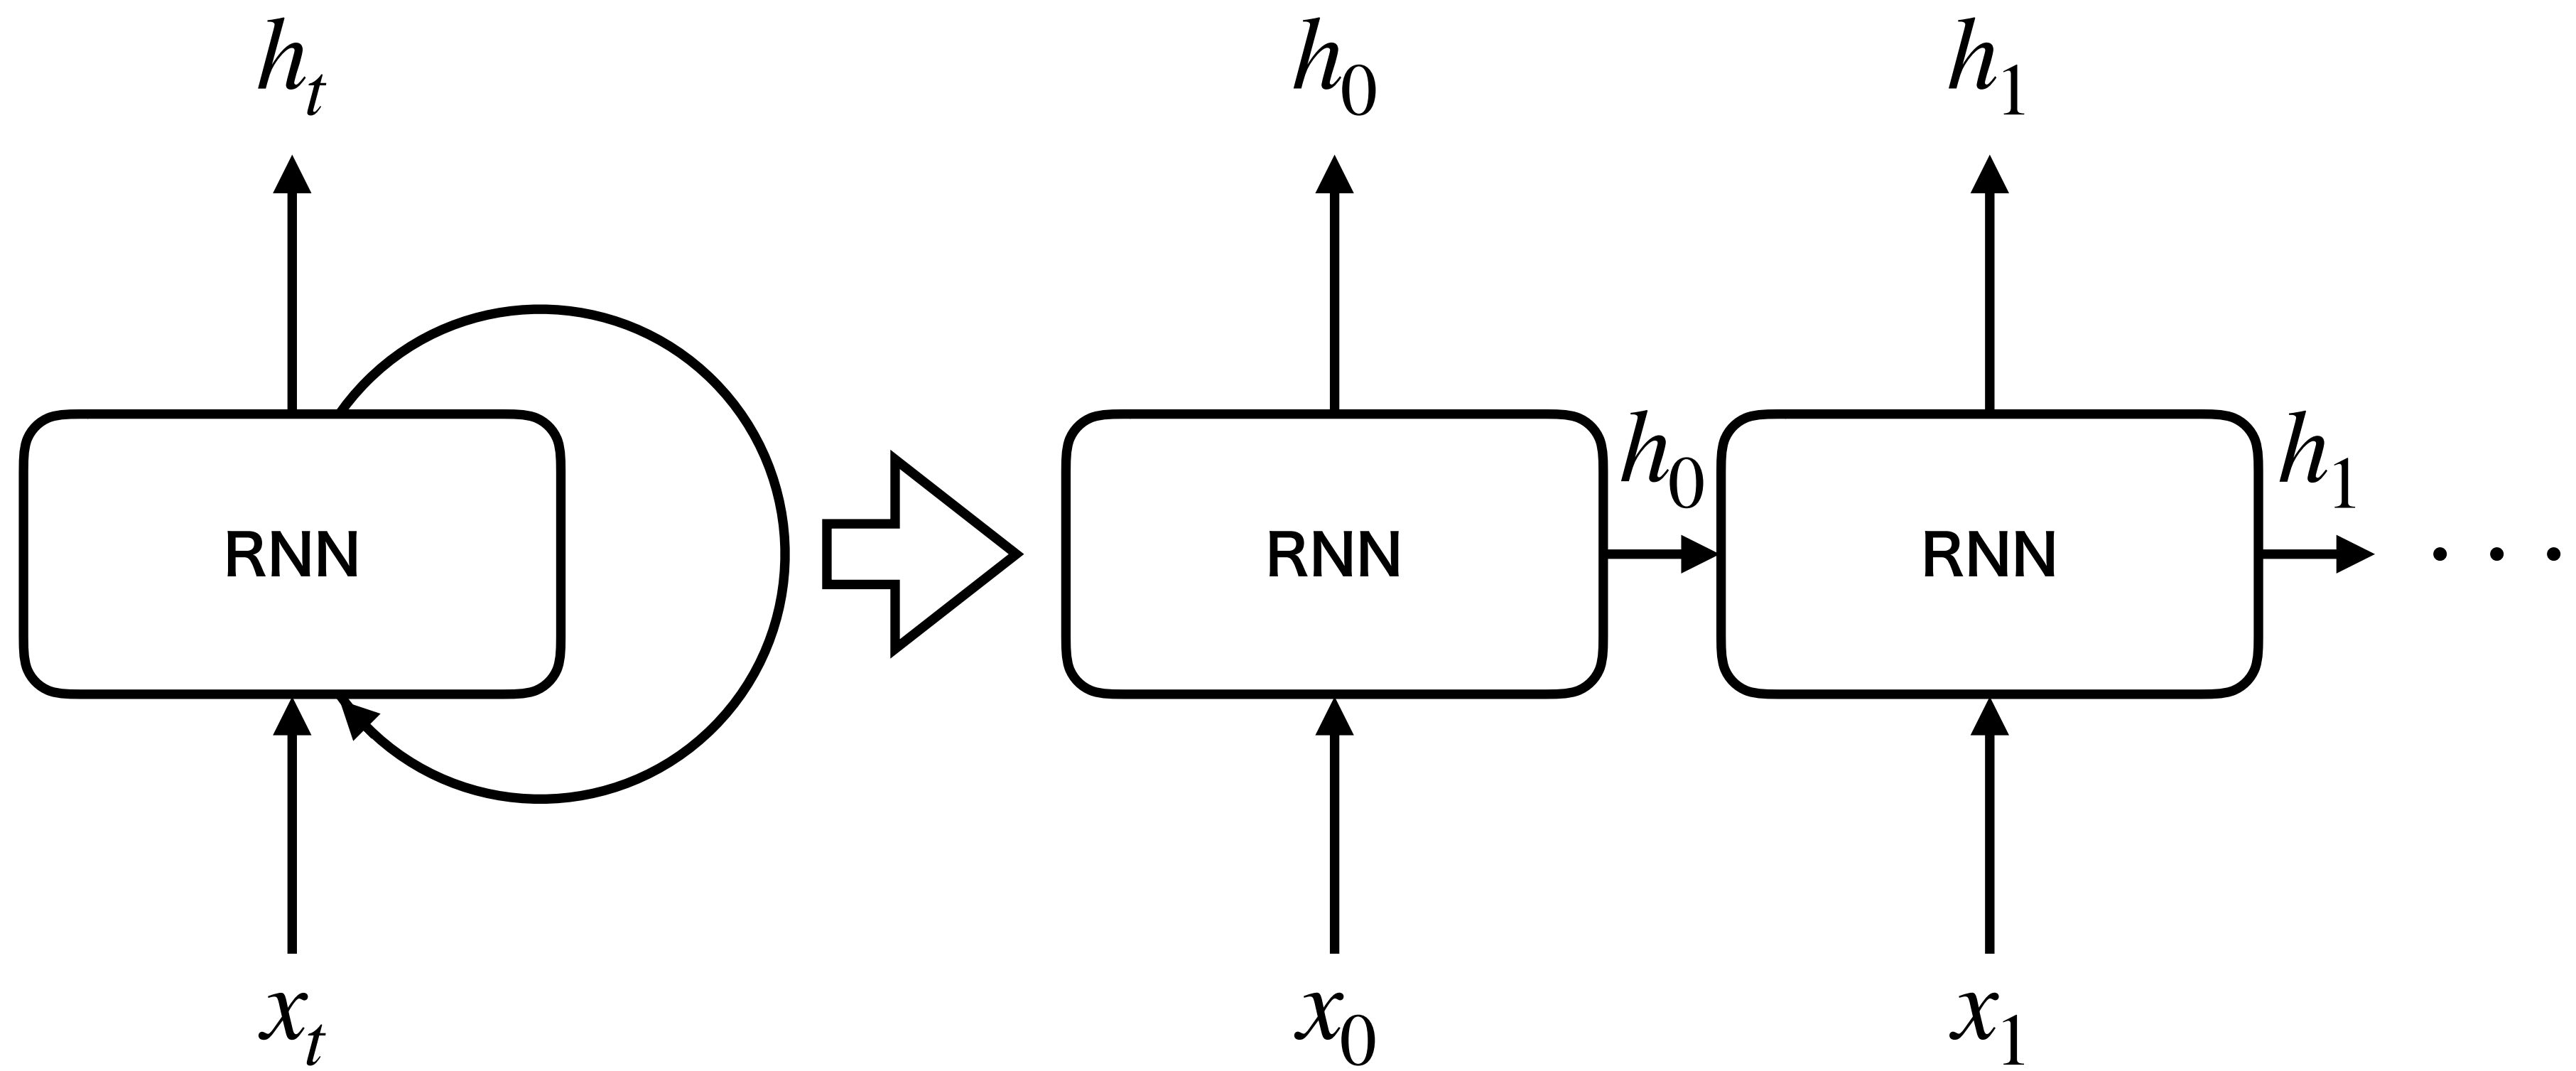 h_t h_0 h_1
h_0 h_1
RNN RNN RNN . . .
x_t x_0 x_1